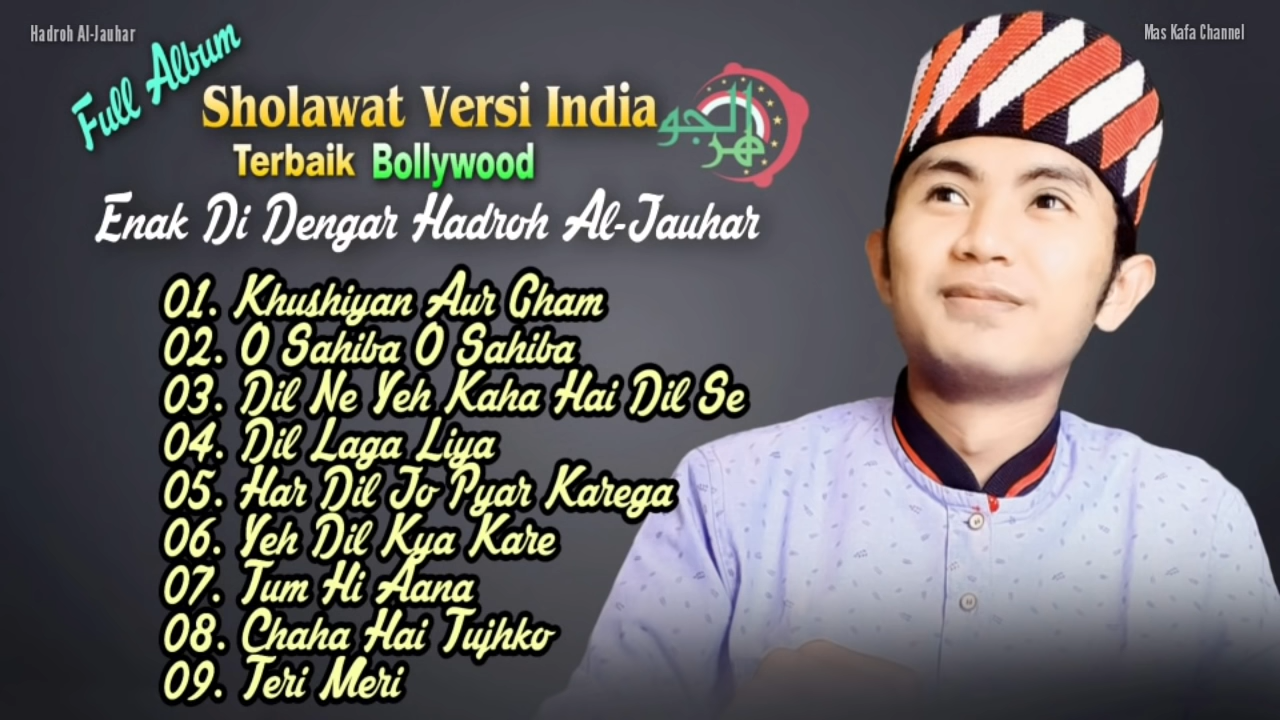 Hadroh Al-Jauhar
Mas Kafa Channel
Full Album
Sholawat Versi India
الجوهر
Terbaik Bollywood
Enak Di Dengar Hadroh Al-Jauhar
01. Khushiyan Aur Gham
02. O Sahiba O Sahiba
03. Dil Ne Yeh Kaha Hai Dil Se
04. Dil Laga Liya
05. Har Dil Jo Pyar Karega
06. Yeh Dil Kya Kare
07. Tum Hi Aana
08. Chaha Hai Tujhko
09. Teri Meri